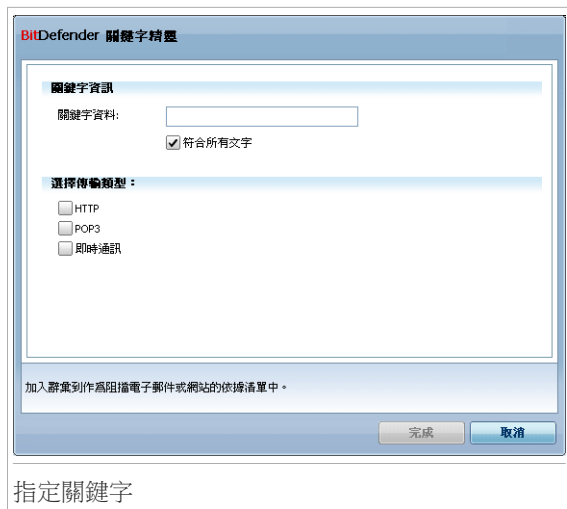 BitDefender 關鍵字精靈
關鍵字資訊
關鍵字資料:
符合所有文字
選擇傳輸類型：
HTTP
POP3
即時通訊
加入辭彙到作為阻擋電子郵件或網站的依據清單中。
完成
取消
指定關鍵字